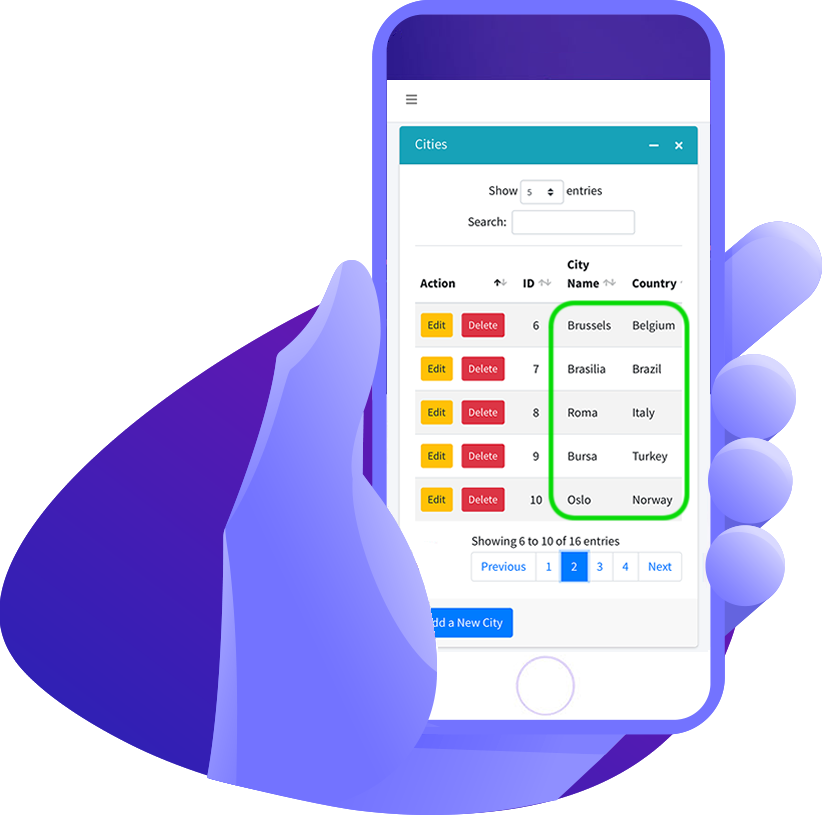 Cities
Show 5 entries
Search:
Action ID City Name Country
Edit Delete 6 Brussels Belgium
Edit Delete 7 Brasilia Brazil
Edit Delete 8 Roma Italy
Edit Delete 9 Bursa Turkey
Edit Delete 10 Oslo Norway
Showing 6 to 10 of 16 entries
Previous 1 2 3 4 Next
dd a New City